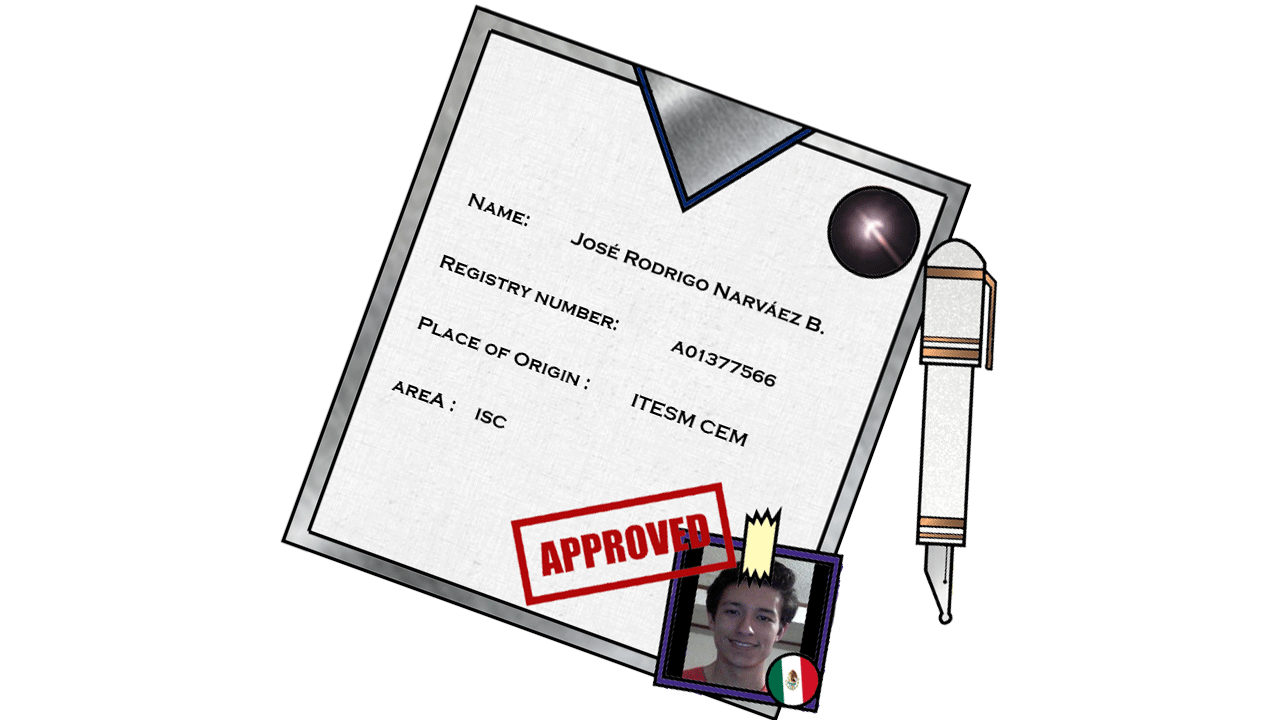 NAME:
JOSÉ RODRIGO NARVÁEZ B.
REGISTRY NUMBER:
A01377566
PLACE OF ORIGIN :
ITESM CEM
AREA :
ISC
APPROVED